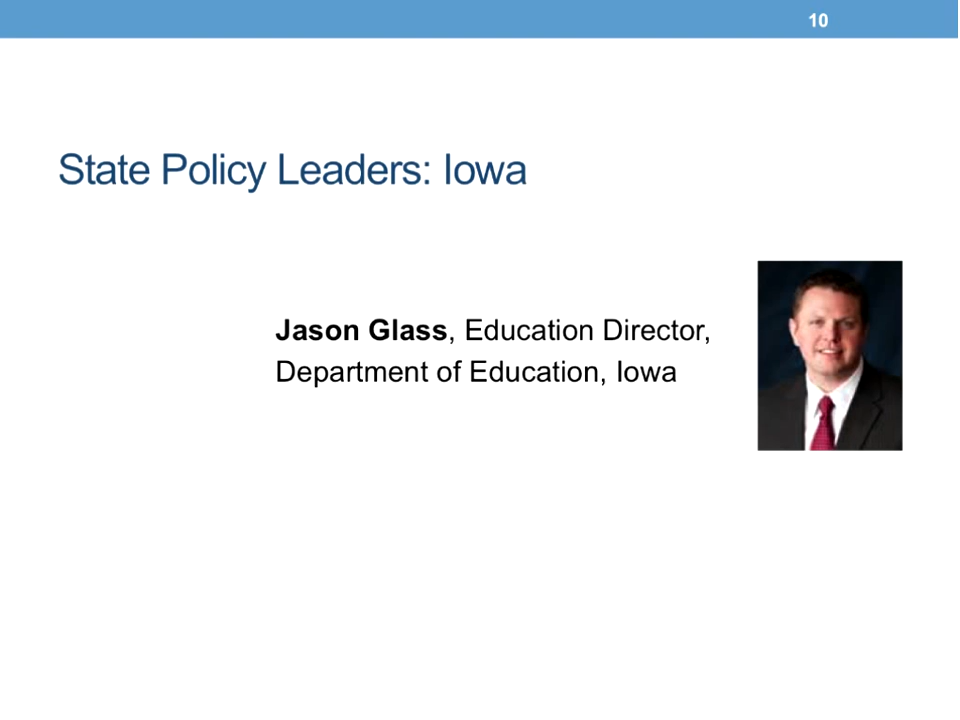 10
State Policy Leaders: Iowa
Jason Glass, Education Director,
Department of Education, Iowa